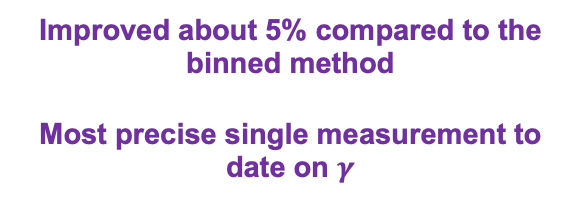 Improved about 5% compared to the
binned method
Most precise single measurement to
date on γ